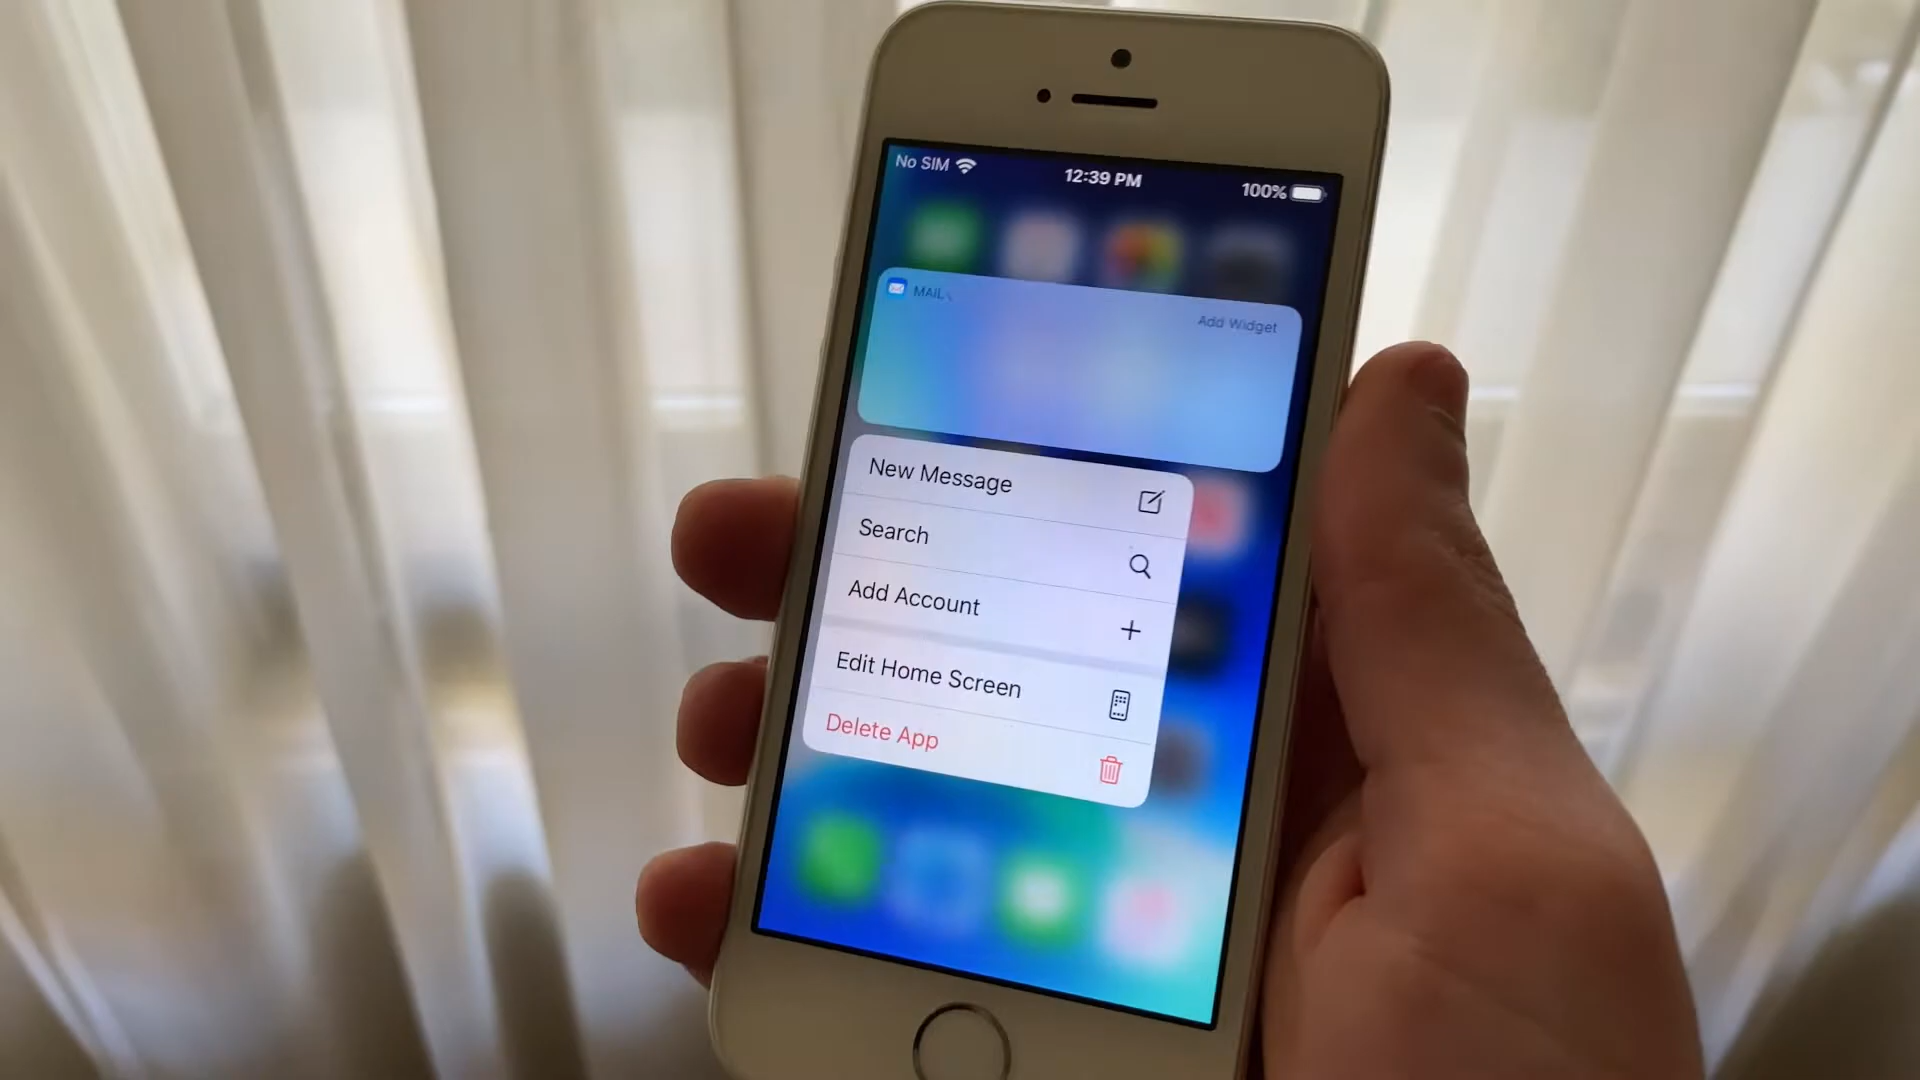 No SIM
12:39 PM
100%
MAIL
Add Widget
New Message
Search
Add Account
Edit Home Screen
Delete App